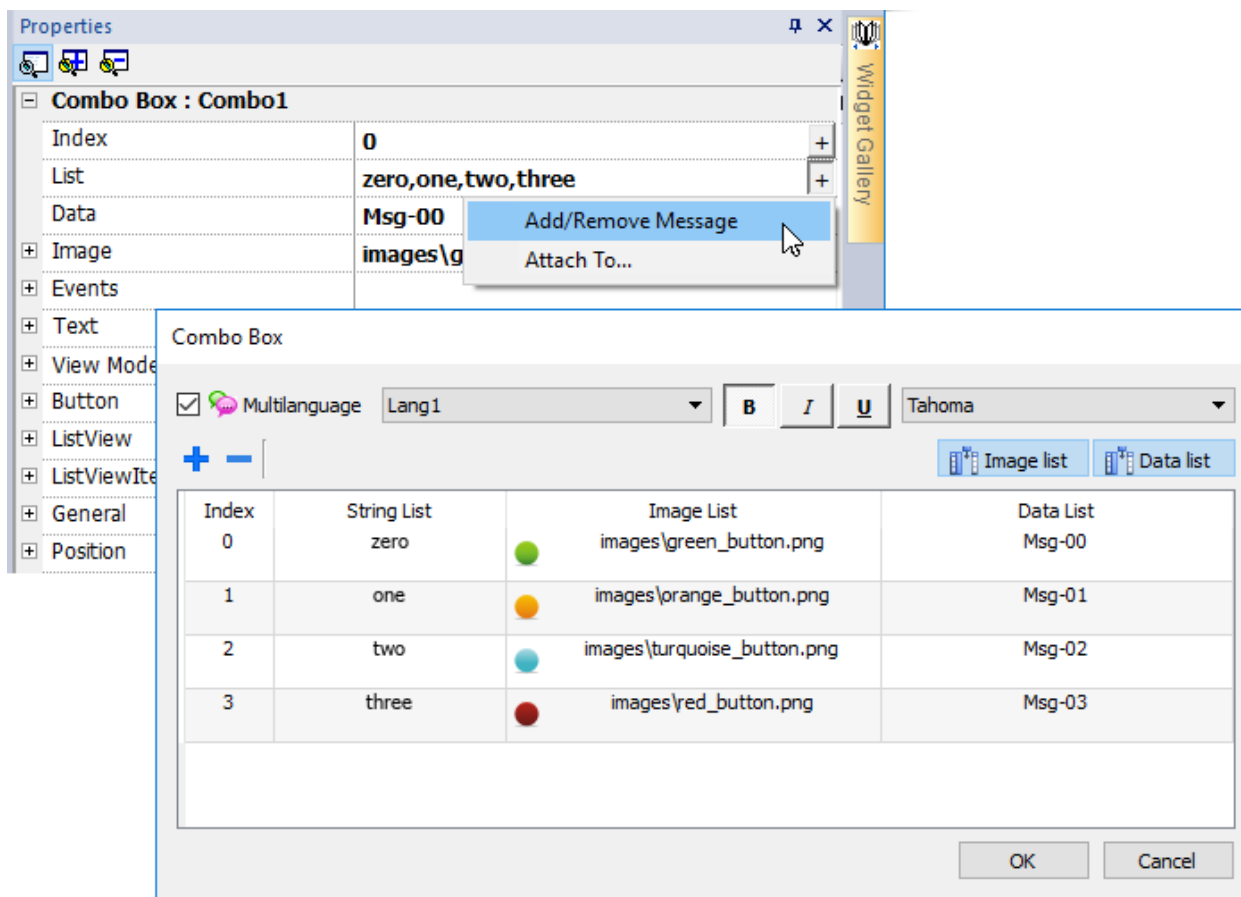 Properties
Widget Gallery
Combo Box : Combo1
Index 0 +
List zero,one,two,three +
Data Msg-00
Add/Remove Message
Image images\g
Attach To...
Events
Text
View Mode
Button
ListView
ListViewIte
General
Position
Combo Box
Multilanguage Lang1 B I U Tahoma
Image list Data list
Index String List Image List Data List
0 zero images\green_button.png Msg-00
1 one images\orange_button.png Msg-01
2 two images\turquoise_button.png Msg-02
3 three images\red_button.png Msg-03
OK Cancel